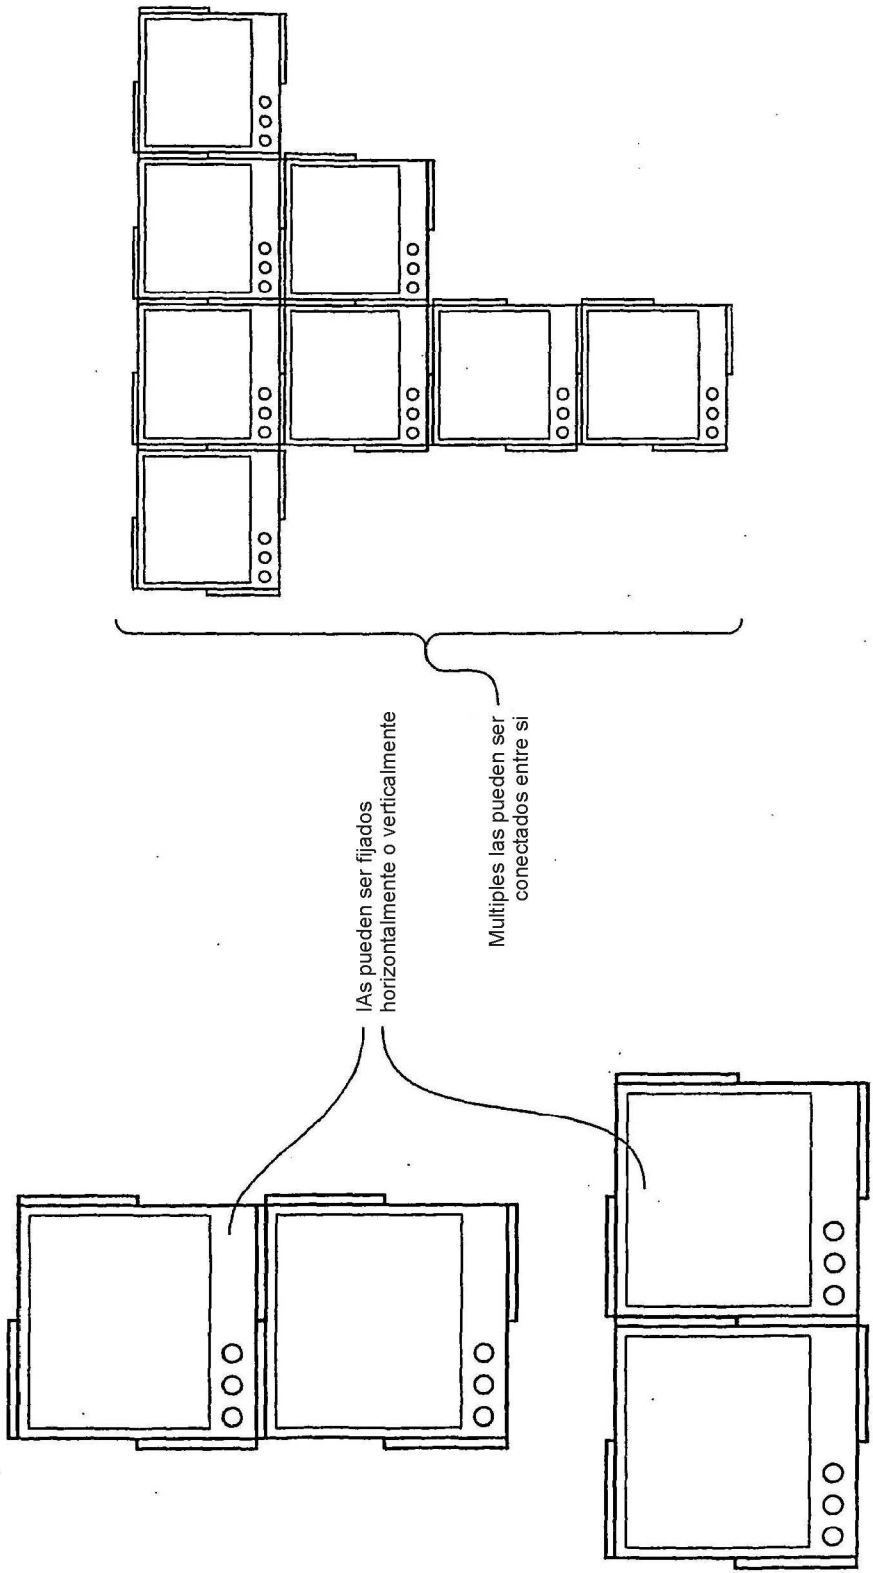 IAs pueden ser fijados
horizontalmente o verticalmente
Multiples las pueden ser
conectados entre si